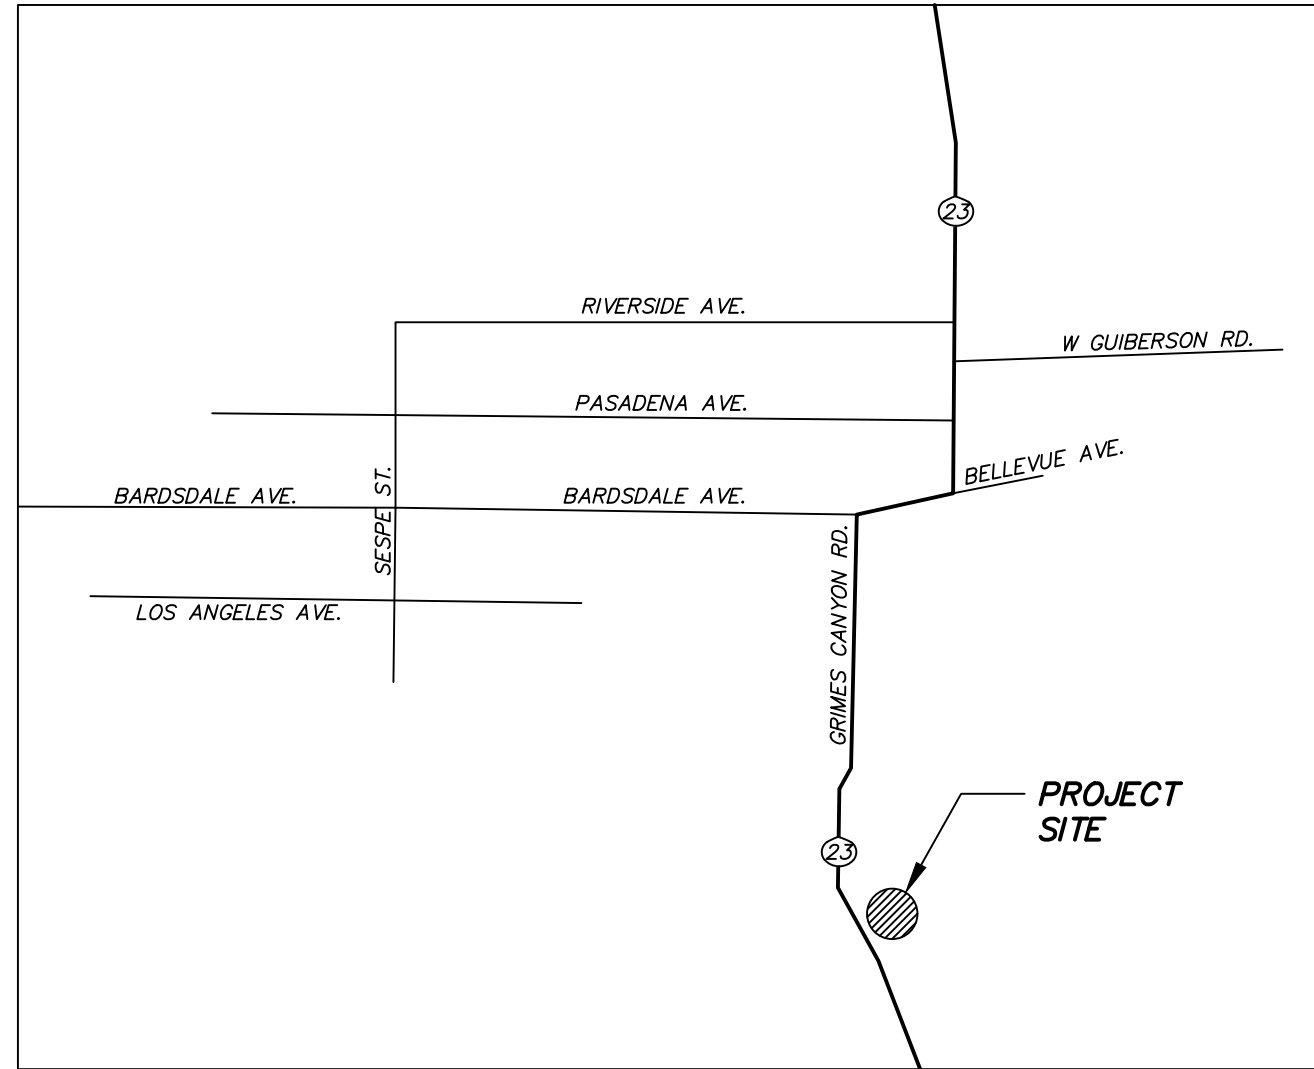 23
RIVERSIDE AVE.
W GUIBERSON RD.
PASADENA AVE.
BELLEVUE AVE.
BARDSDALE AVE.
BARDSDALE AVE.
SESPE ST.
LOS ANGELES AVE.
GRIMES CANYON RD.
PROJECT
SITE
23